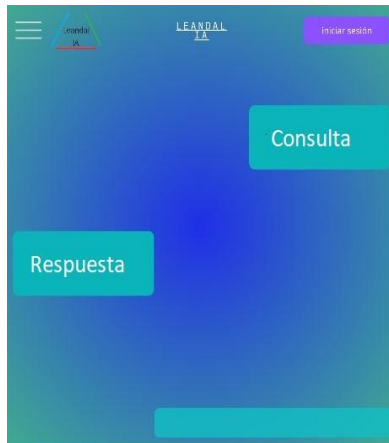 Leandal
IA
LEANDAL
IA
iniciar sesión
Consulta
Respuesta